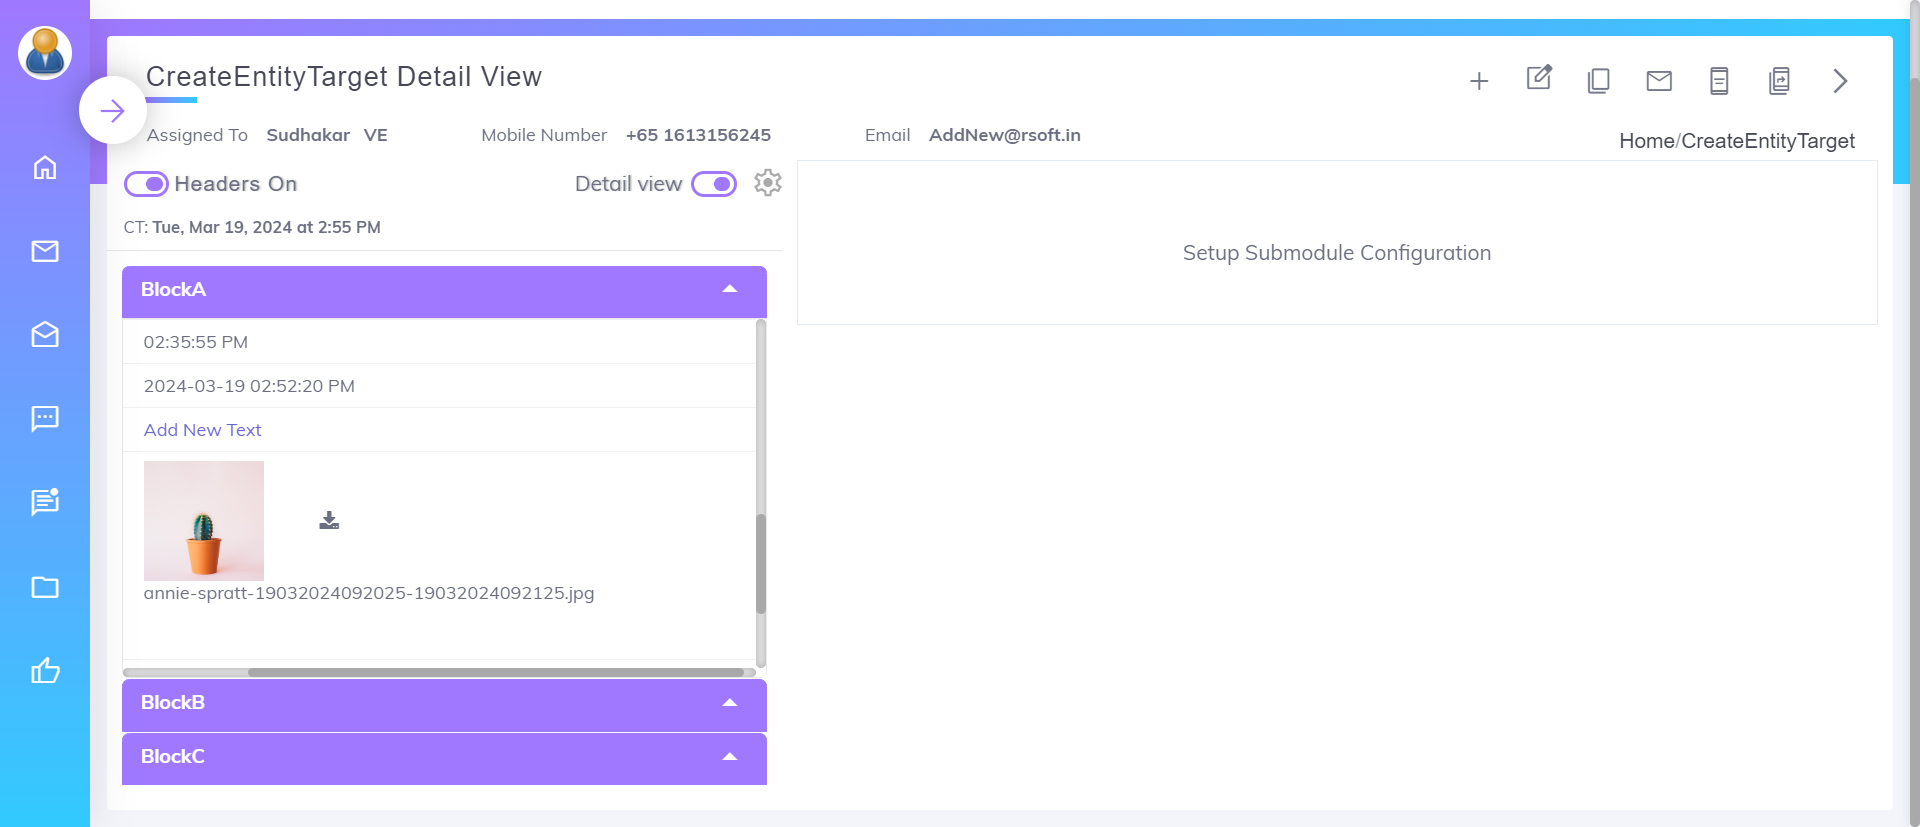 CreateEntityTarget Detail View
Assigned To Sudhakar VE Mobile Number +65 1613156245 Email AddNew@rsoft.in
Home/CreateEntityTarget
Headers On Detail view
CT: Tue, Mar 19, 2024 at 2:55 PM
Setup Submodule Configuration
BlockA
02:35:55 PM
2024-03-19 02:52:20 PM
Add New Text
annie-spratt-19032024092025-19032024092125.jpg
BlockB
BlockC